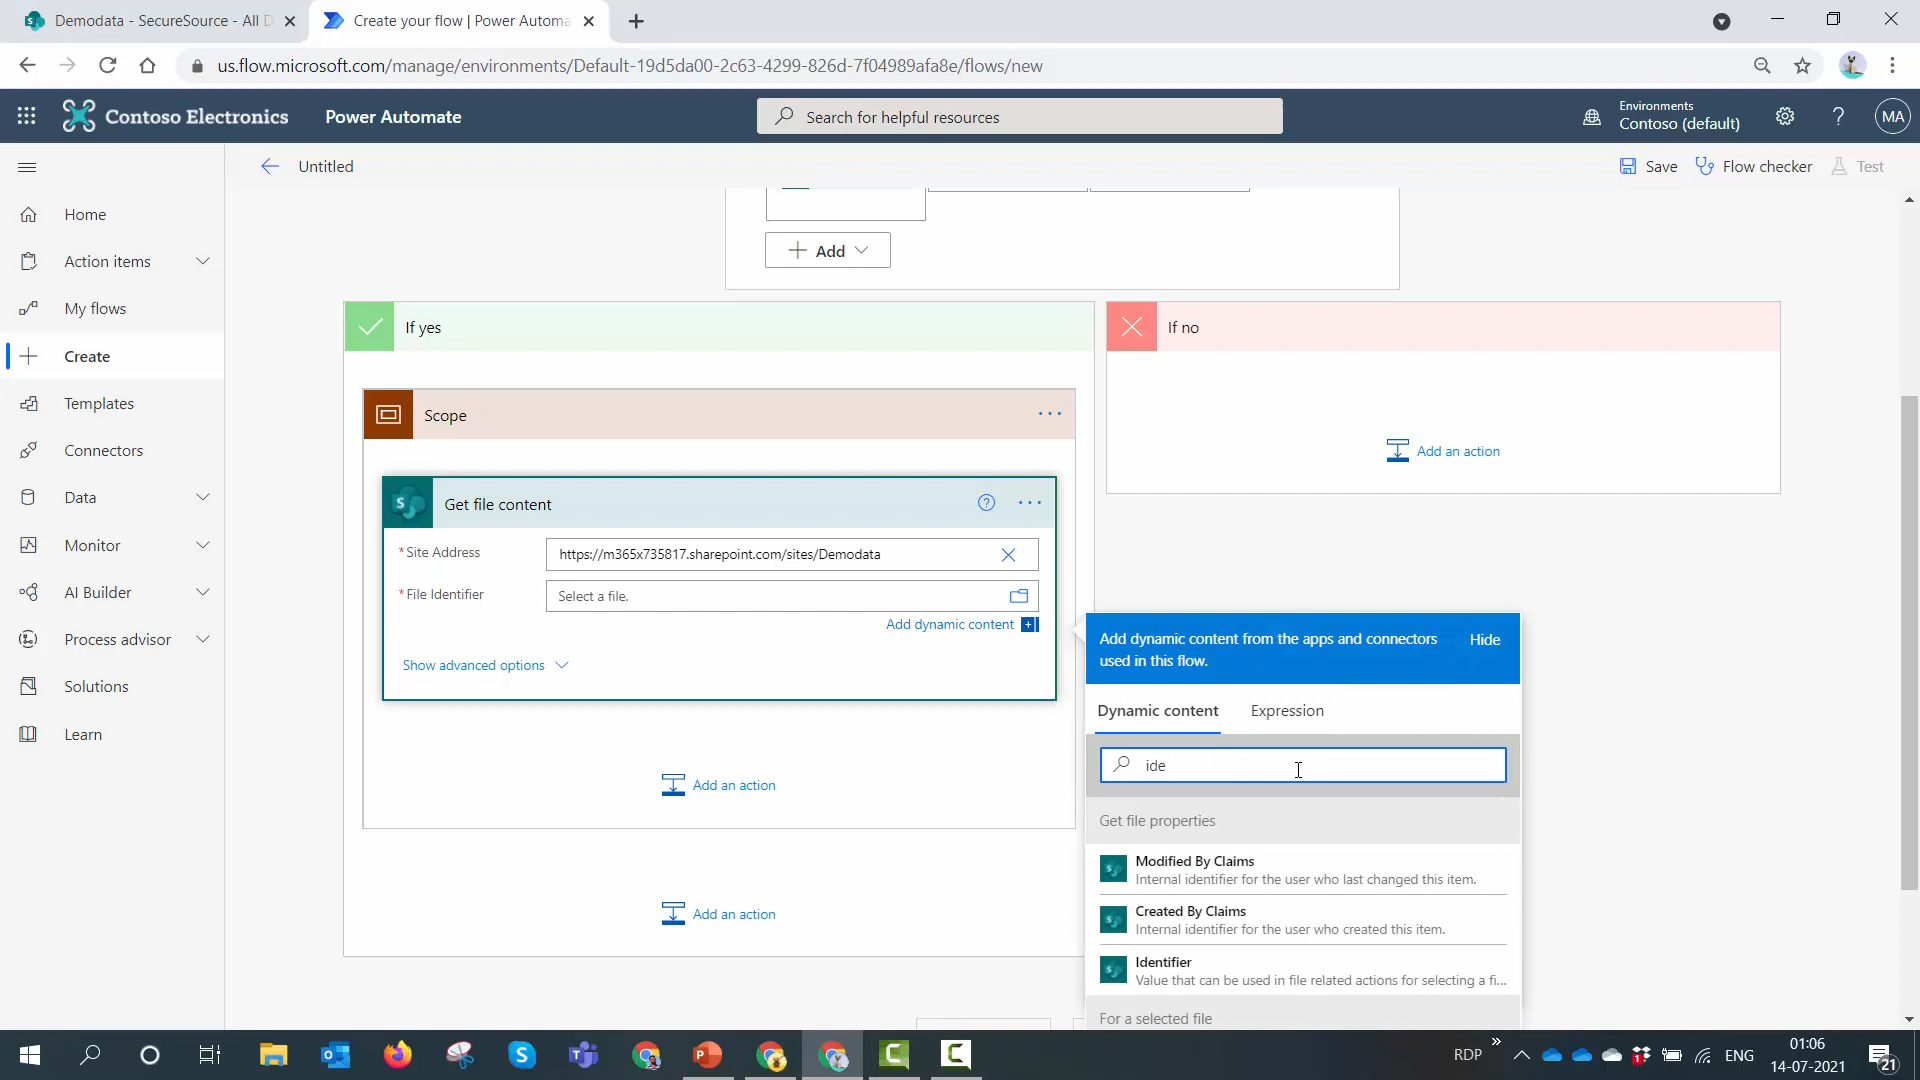 Demodata - SecureSource - All D
Create your flow | Power Automa
us.flow.microsoft.com/manage/environments/Default-19d5da00-2c63-4299-826d-7f04989afa8e/flows/new
Contoso Electronics
Power Automate
Search for helpful resources
Environments
Contoso (default)
?
MA
Untitled
Save
Flow checker
Test
Home
Action items
My flows
Create
Templates
Connectors
Data
Monitor
AI Builder
Process advisor
Solutions
Learn
Add
If yes
If no
Scope
Add an action
Get file content
* Site Address
https://m365x735817.sharepoint.com/sites/Demodata
* File Identifier
Select a file.
Add dynamic content
Show advanced options
Add an action
Add an action
Add dynamic content from the apps and connectors
used in this flow.
Hide
Dynamic content
Expression
ide
Get file properties
Modified By Claims
Internal identifier for the user who last changed this item.
Created By Claims
Internal identifier for the user who created this item.
Identifier
Value that can be used in file related actions for selecting a fi...
For a selected file
RDP
ENG
01:06
14-07-2021
21